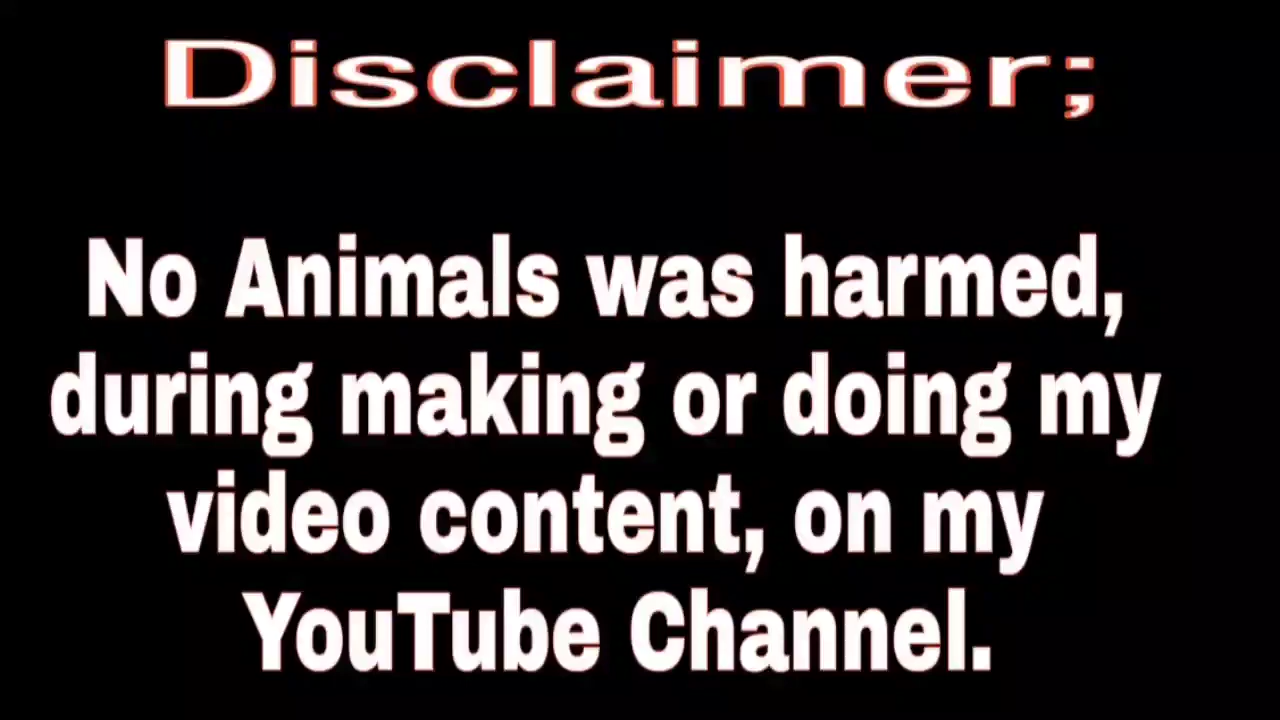 Disclaimer;
No Animals was harmed,
during making or doing my
video content, on my
YouTube Channel.